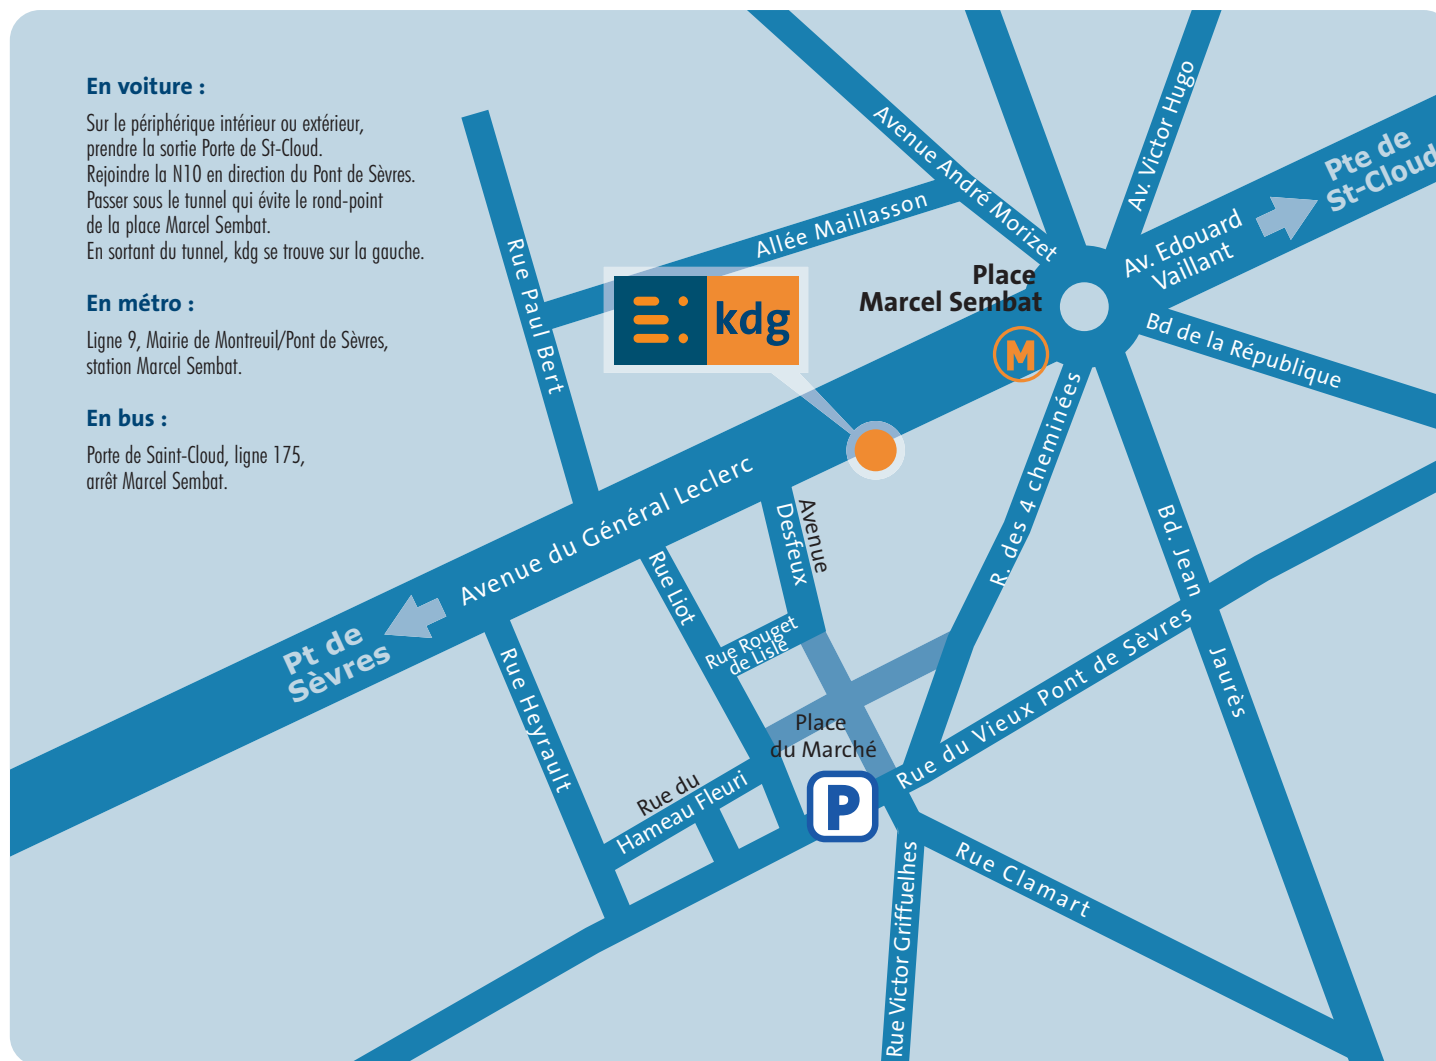 En voiture :
Sur le périphérique intérieur ou extérieur,
prendre la sortie Porte de St-Cloud.
Rejoindre la N10 en direction du Pont de Sèvres.
Passer sous le tunnel qui évite le rond-point
de la place Marcel Sembat.
En sortant du tunnel, kdg se trouve sur la gauche.
En métro :
Ligne 9, Mairie de Montreuil/Pont de Sèvres,
station Marcel Sembat.
En bus :
Porte de Saint-Cloud, ligne 175,
arrêt Marcel Sembat.
Avenue André Morizet
Av. Victor Hugo
Pte de
St-Cloud
Av. Edouard
Vaillant
Allée Maillasson
Rue Paul Bert
kdg
Place
Marcel Sembat
M
Bd de la République
R. des 4 cheminées
Avenue du Général Leclerc
Avenue
Desfeux
Bd. Jean
Jaurès
Rue Liot
Rue Rouget
de Lisle
Pt de
Sèvres
Rue Heyrault
Rue du Vieux Pont de Sèvres
Place
du Marché
P
Rue du
Hameau Fleuri
Rue Clamart
Rue Victor Griffuelhes